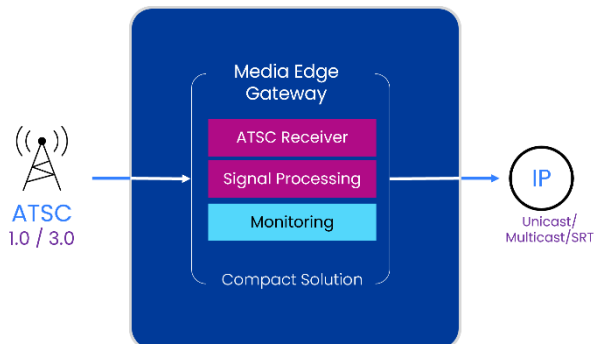 Media Edge
Gateway
ATSC Receiver
Signal Processing
Monitoring
Compact Solution
ATSC
1.0 / 3.0
IP
Unicast/
Multicast/SRT